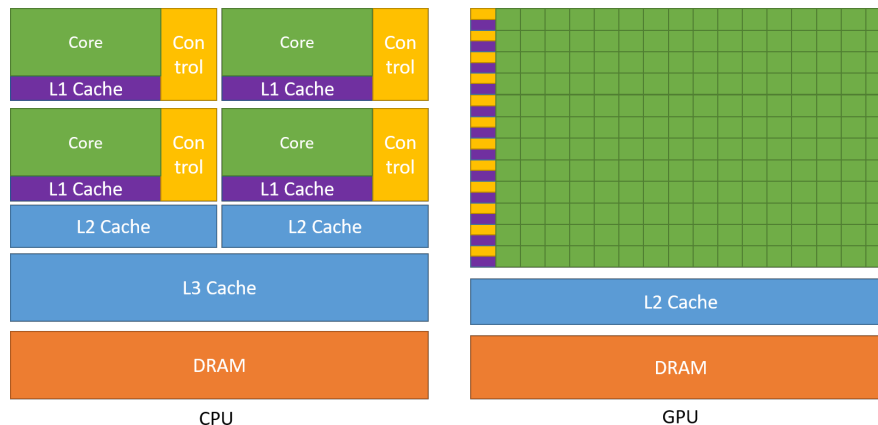 Core
Con
trol
L1 Cache
Core
Con
trol
L1 Cache
Core
Con
trol
L1 Cache
Core
Con
trol
L1 Cache
L2 Cache
L2 Cache
L3 Cache
DRAM
CPU
L2 Cache
DRAM
GPU